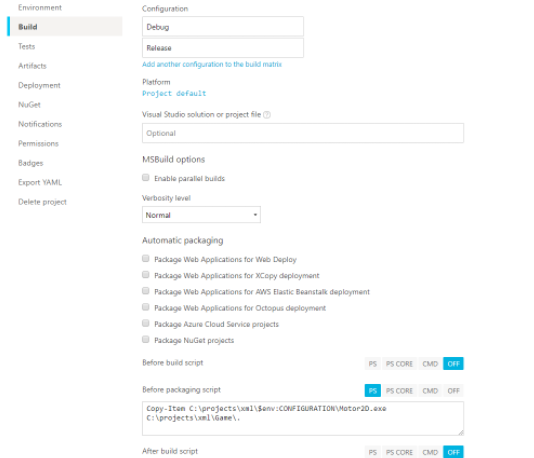 Environment
Build
Tests
Artifacts
Deployment
NuGet
Notifications
Permissions
Badges
Export YAML
Delete project
Configuration
Debug
Release
Add another configuration to the build matrix
Platform
Project default
Visual Studio solution or project file ?
Optional
MSBuild options
Enable parallel builds
Verbosity level
Normal
Automatic packaging
Package Web Applications for Web Deploy
Package Web Applications for XCopy deployment
Package Web Applications for AWS Elastic Beanstalk deployment
Package Web Applications for Octopus deployment
Package Azure Cloud Service projects
Package NuGet projects
Before build script PS PS CORE CMD OFF
Before packaging script PS PS CORE CMD OFF
Copy-Item C:\projects\xml\$env:CONFIGURATION\Motor2D.exe
C:\projects\xml\Game\.
After build script PS PS CORE CMD OFF